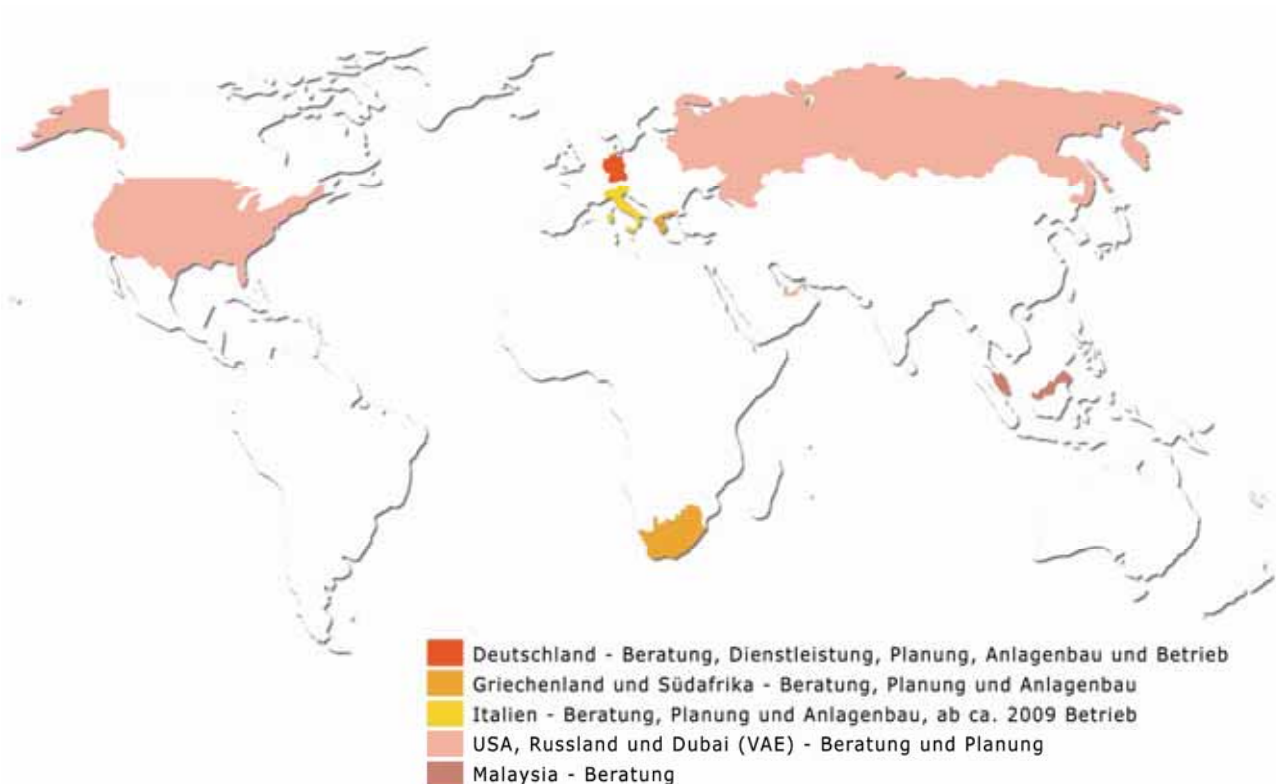 Deutschland - Beratung, Dienstleistung, Planung, Anlagenbau und Betrieb
Griechenland und Südafrika - Beratung, Planung und Anlagenbau
Italien - Beratung, Planung und Anlagenbau, ab ca. 2009 Betrieb
USA, Russland und Dubai (VAE) - Beratung und Planung
Malaysia - Beratung